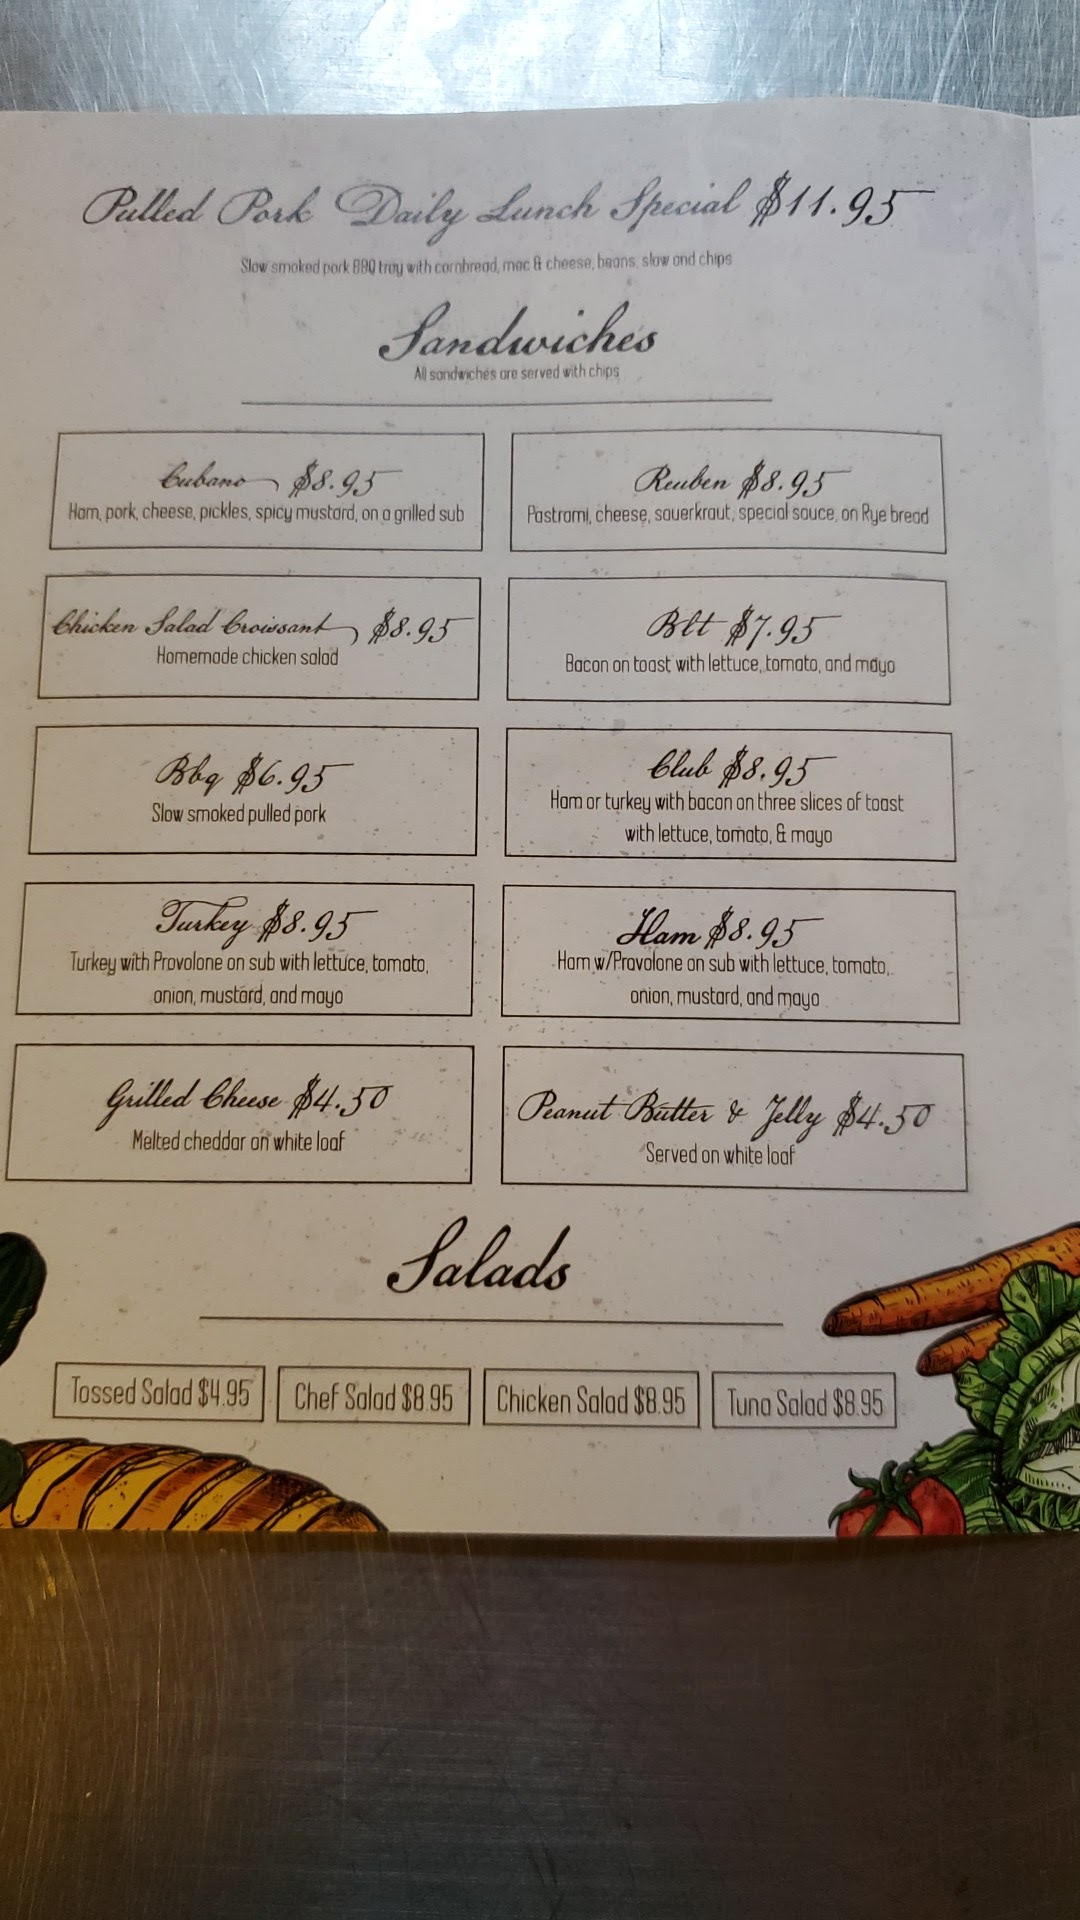 Pulled Pork Daily Lunch Special $11.95
Slow smoked pork BBQ tray with cornbread, mac & cheese, beans, slaw and chips
Sandwiches
All sandwiches are served with chips
Cubano $8.95
Ham, pork, cheese, pickles, spicy mustard, on a grilled sub
Reuben $8.95
Pastrami, cheese, sauerkraut, special sauce, on Rye bread
Chicken Salad Croissant $8.95
Homemade chicken salad
Blt $7.95
Bacon on toast with lettuce, tomato, and mayo
Bbq $6.95
Slow smoked pulled pork
Club $8.95
Ham or turkey with bacon on three slices of toast
with lettuce, tomato, & mayo
Turkey $8.95
Turkey with Provolone on sub with lettuce, tomato,
onion, mustard, and mayo
Ham $8.95
Ham w/Provolone on sub with lettuce, tomato,
onion, mustard, and mayo
Grilled Cheese $4.50
Melted cheddar on white loaf
Peanut Butter & Jelly $4.50
Served on white loaf
Salads
Tossed Salad $4.95
Chef Salad $8.95
Chicken Salad $8.95
Tuna Salad $8.95